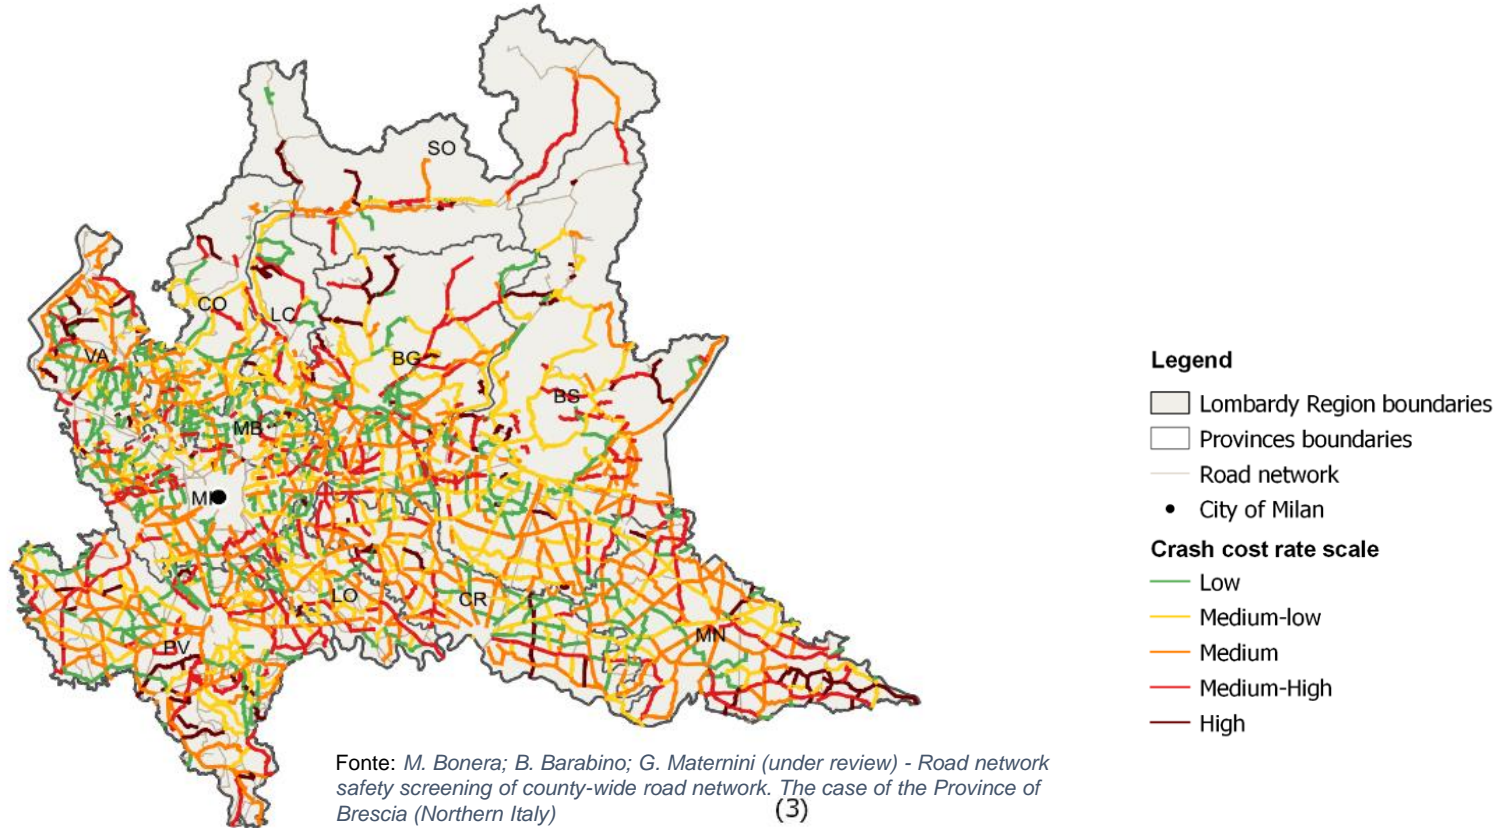 SO
CO
LC
VA
BG
BS
MB
MI
LO
CR
PV
MN
Legend
Lombardy Region boundaries
Provinces boundaries
Road network
City of Milan
Crash cost rate scale
Low
Medium-low
Medium
Medium-High
High
Fonte: M. Bonera; B. Barabino; G. Maternini (under review) - Road network
safety screening of county-wide road network. The case of the Province of
Brescia (Northern Italy)
(3)